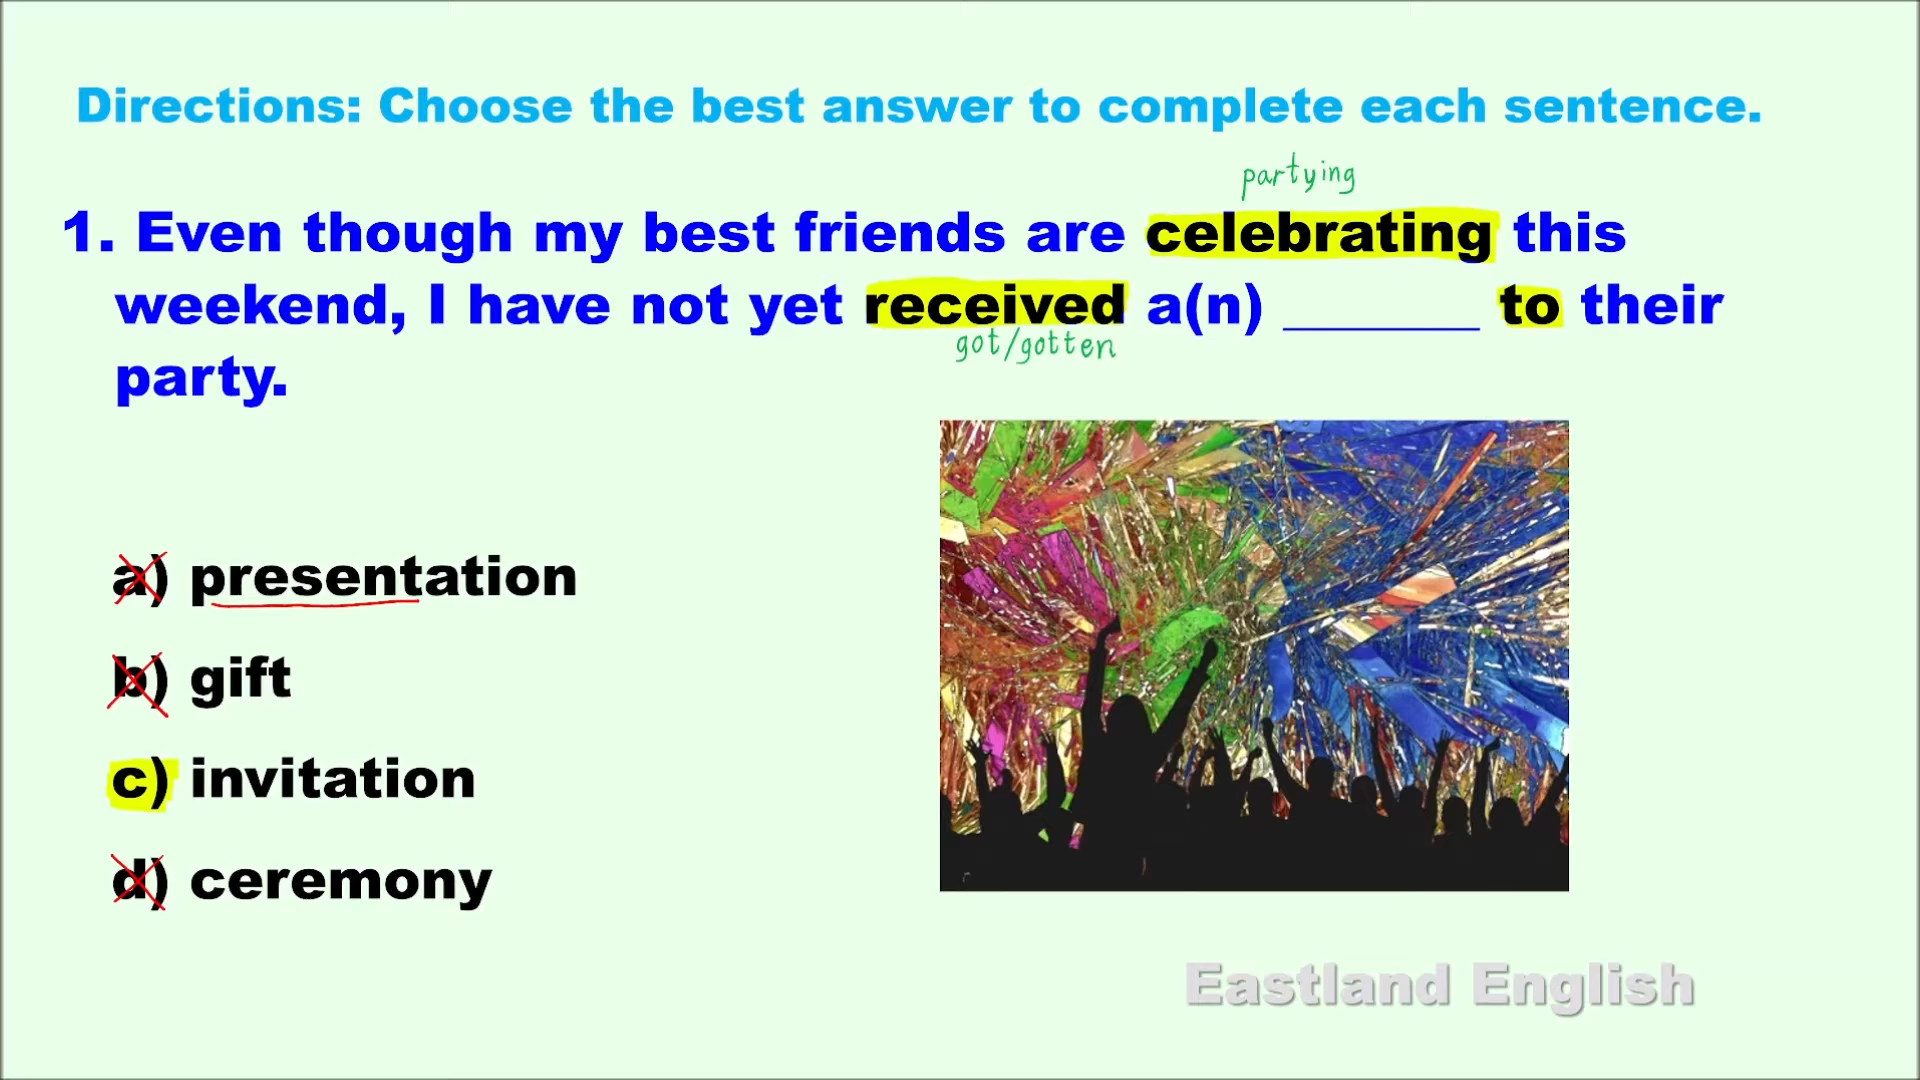 Directions: Choose the best answer to complete each sentence.
partying
1. Even though my best friends are celebrating this
weekend, I have not yet received a(n) _______ to their
got/gotten
party.
a) presentation
b) gift
c) invitation
d) ceremony
Eastland English